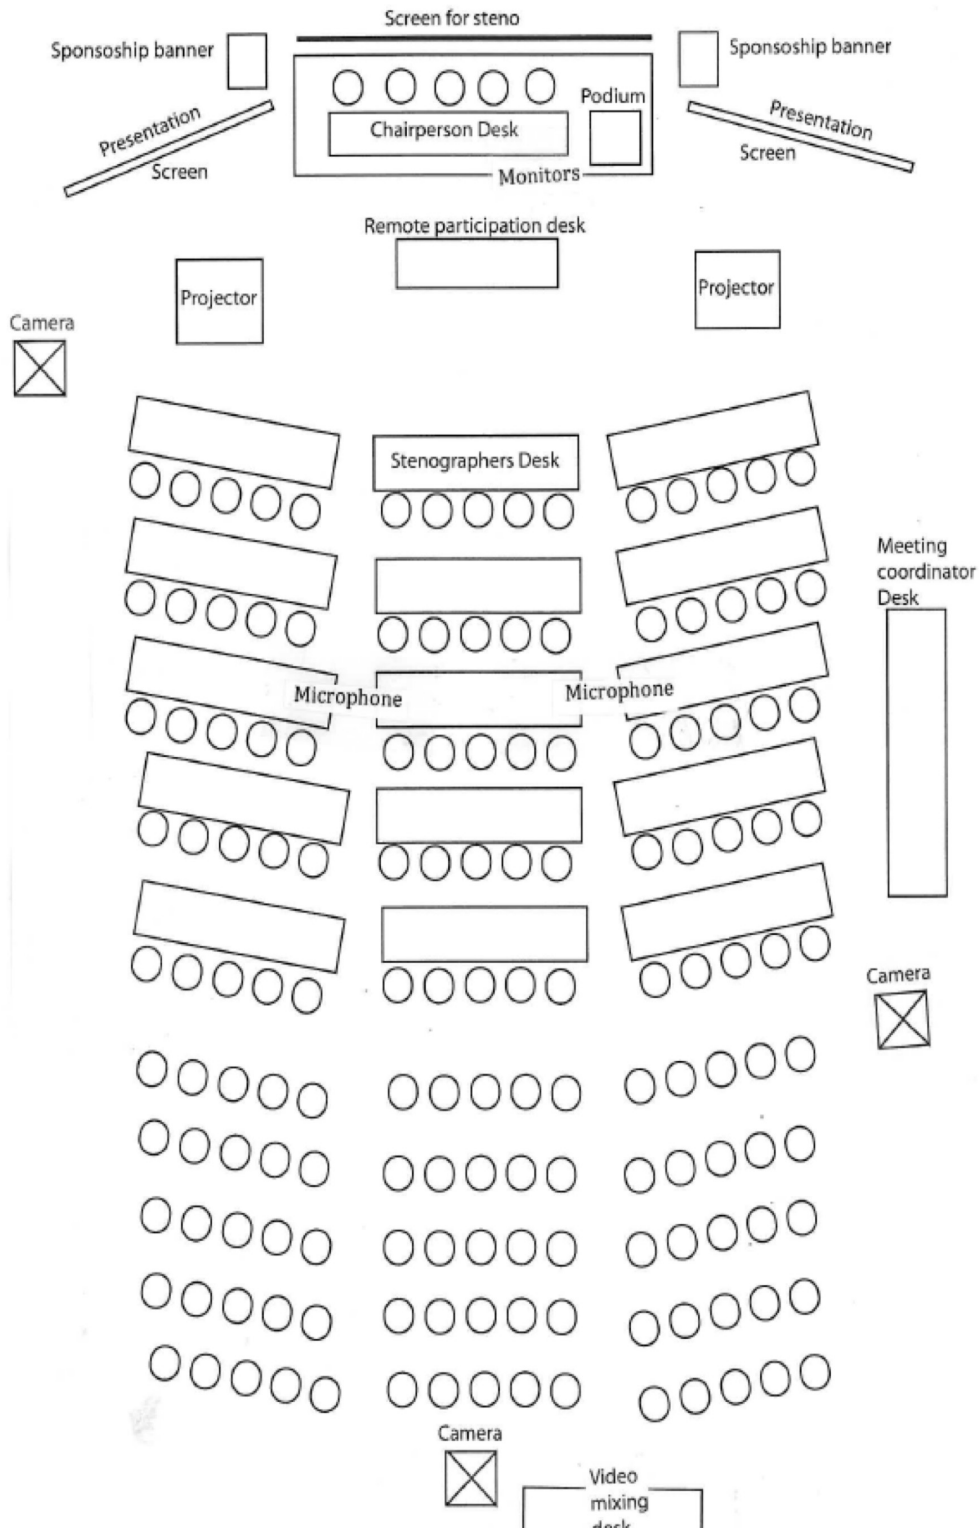 Screen for steno
Sponsoship banner
Sponsoship banner
Podium
Chairperson Desk
Presentation
Screen
Presentation
Screen
Monitors
Remote participation desk
Projector
Projector
Camera
Stenographers Desk
Meeting
coordinator
Desk
Microphone
Microphone
Camera
Camera
Video
mixing
desk